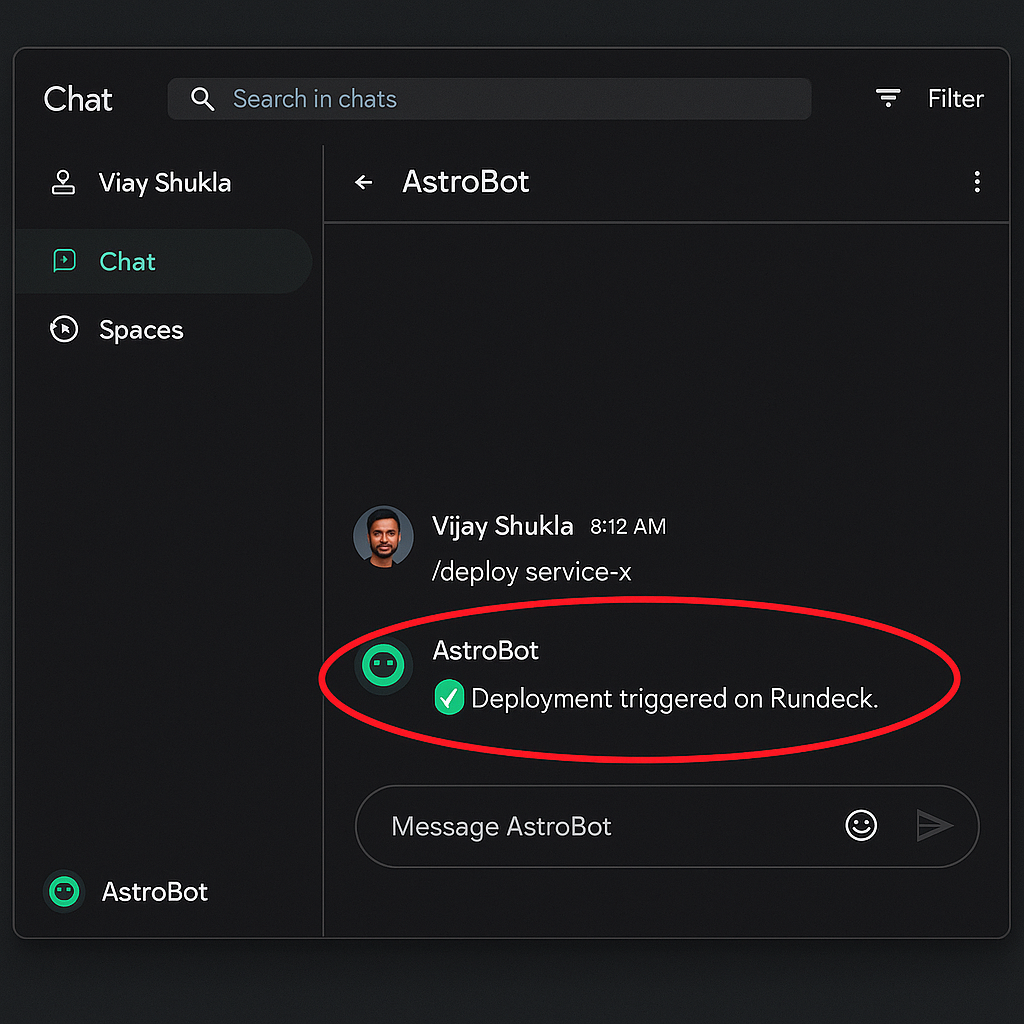 Chat
Search in chats
Filter
Viay Shukla
Chat
Spaces
AstroBot
AstroBot
Vijay Shukla 8:12 AM
/deploy service-x
AstroBot
✅ Deployment triggered on Rundeck.
Message AstroBot